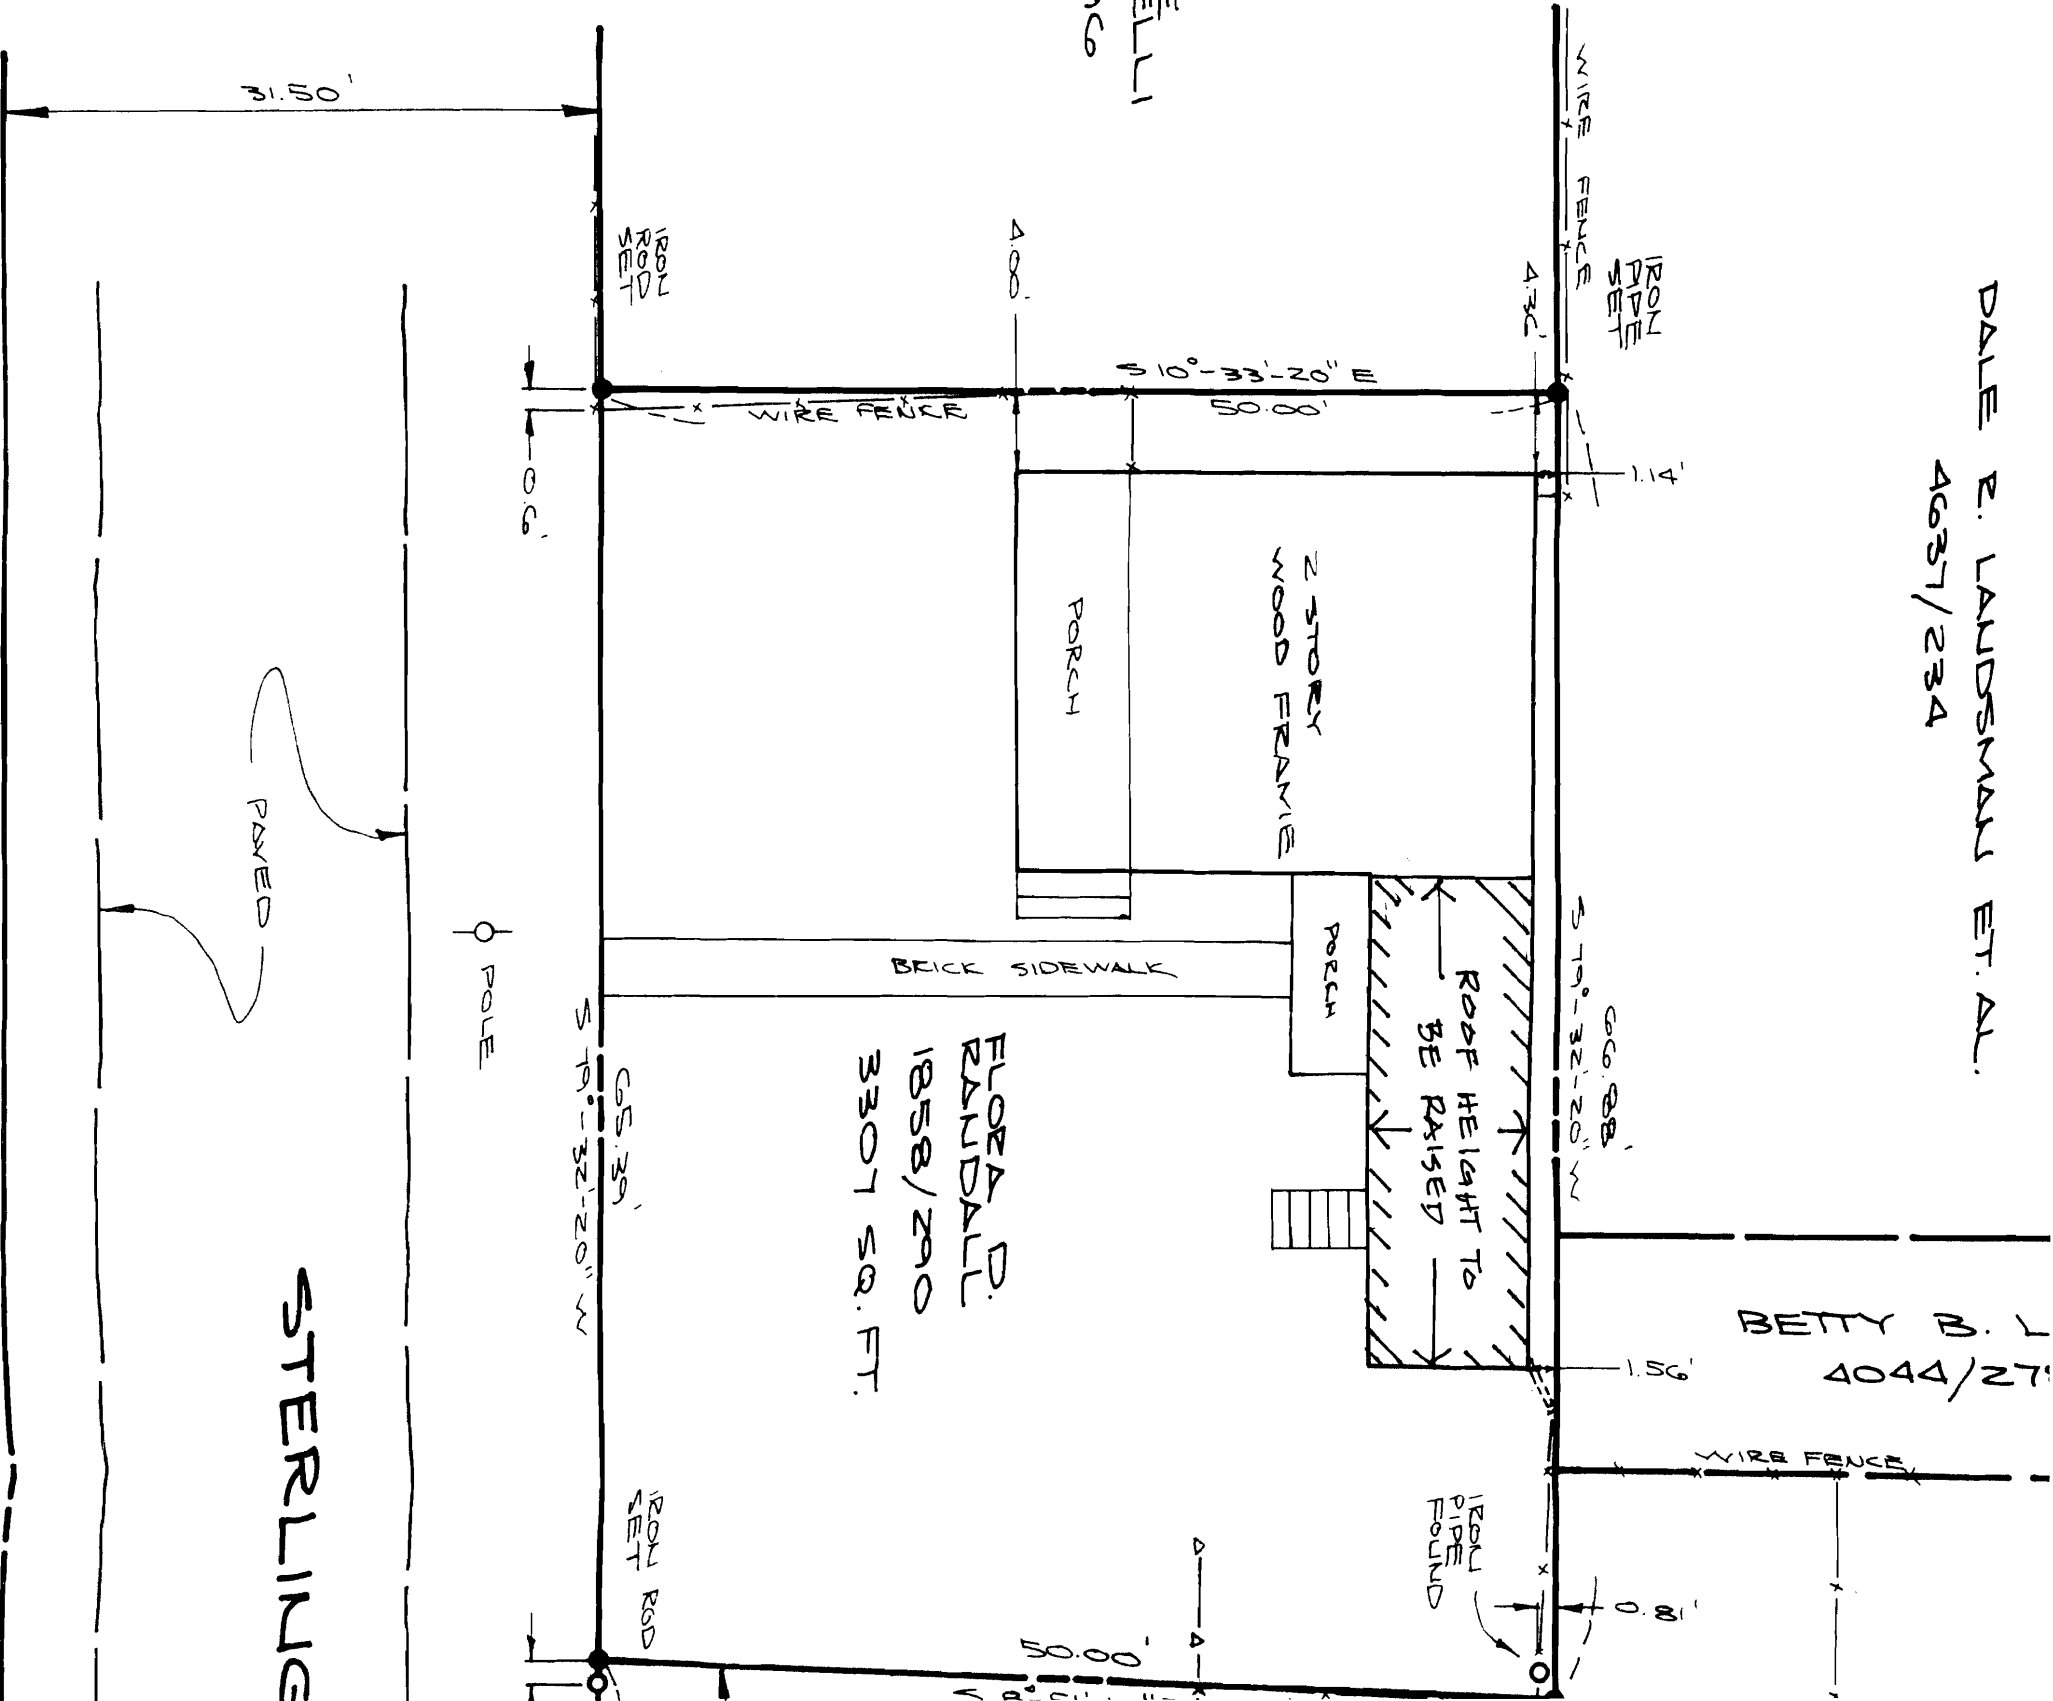 31.50'
WIRE FENCE
IRON
ROD
SET
4.00'
4.36'
IRON
PIPE
SET
S 10°-33'-20" E
50.00'
WIRE FENCE
0.6'
1.14'
DALE R. LANDSMAN ET. AL.
4637/234
2 STORY
WOOD FRAME
PORCH
PAVED
POLE
BRICK SIDEWALK
PORCH
ROOF HEIGHT TO
BE RAISED
66.88'
S 79°-32'-20" W
FLORA D.
RANDALL
1858/290
3307 SQ. FT.
65.39'
S 79°-32'-20" W
BETTY B. L
4044/27
1.56'
WIRE FENCE
STERLING
IRON ROD
SET
IRON
PIPE
FOUND
0.81'
50.00'